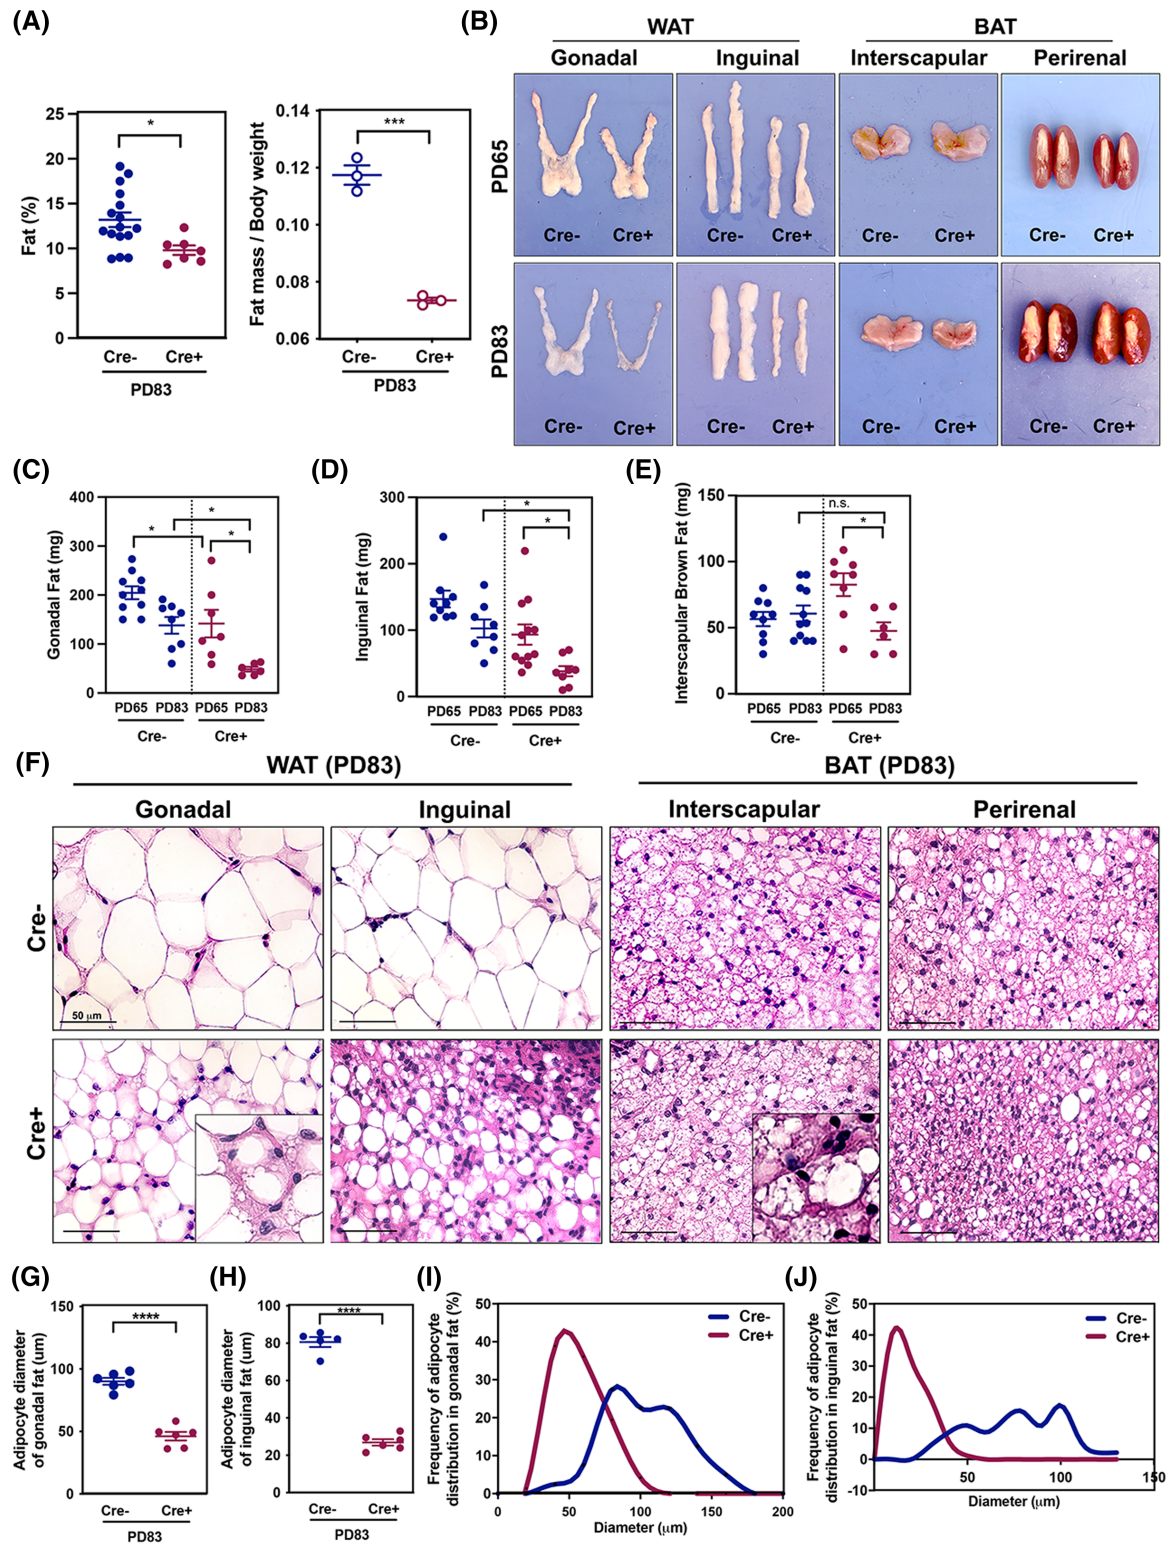 (A)
25
20
15
10
5
0
Fat (%)
*
Cre-
Cre+
PD83
0.14
0.12
0.10
0.08
0.06
Fat mass / Body weight
***
Cre-
Cre+
PD83
(B)
WAT
BAT
Gonadal
Inguinal
Interscapular
Perirenal
PD65
Cre-
Cre+
Cre-
Cre+
Cre-
Cre+
Cre-
Cre+
PD83
Cre-
Cre+
Cre-
Cre+
Cre-
Cre+
Cre-
Cre+
(C)
400
300
200
100
0
Gonadal Fat (mg)
*
*
*
PD65 PD83 PD65 PD83
Cre-
Cre+
(D)
300
200
100
0
Inguinal Fat (mg)
*
*
PD65 PD83 PD65 PD83
Cre-
Cre+
(E)
150
100
50
0
Interscapular Brown Fat (mg)
n.s.
*
PD65 PD83 PD65 PD83
Cre-
Cre+
(F)
WAT (PD83)
BAT (PD83)
Gonadal
Inguinal
Interscapular
Perirenal
Cre-
50 µm
Cre+
(G)
150
100
50
0
Adipocyte diameter
of gonadal fat (um)
****
Cre-
Cre+
PD83
(H)
100
80
60
40
20
0
Adipocyte diameter
of inguinal fat (um)
****
Cre-
Cre+
PD83
(I)
50
40
30
20
10
0
Frequency of adipocyte
distribution in gonadal fat (%)
Cre-
Cre+
0
50
100
150
200
Diameter (µm)
(J)
50
40
30
20
10
0
-10
Frequency of adipocyte
distribution in inguinal fat (%)
Cre-
Cre+
50
100
150
Diameter (µm)